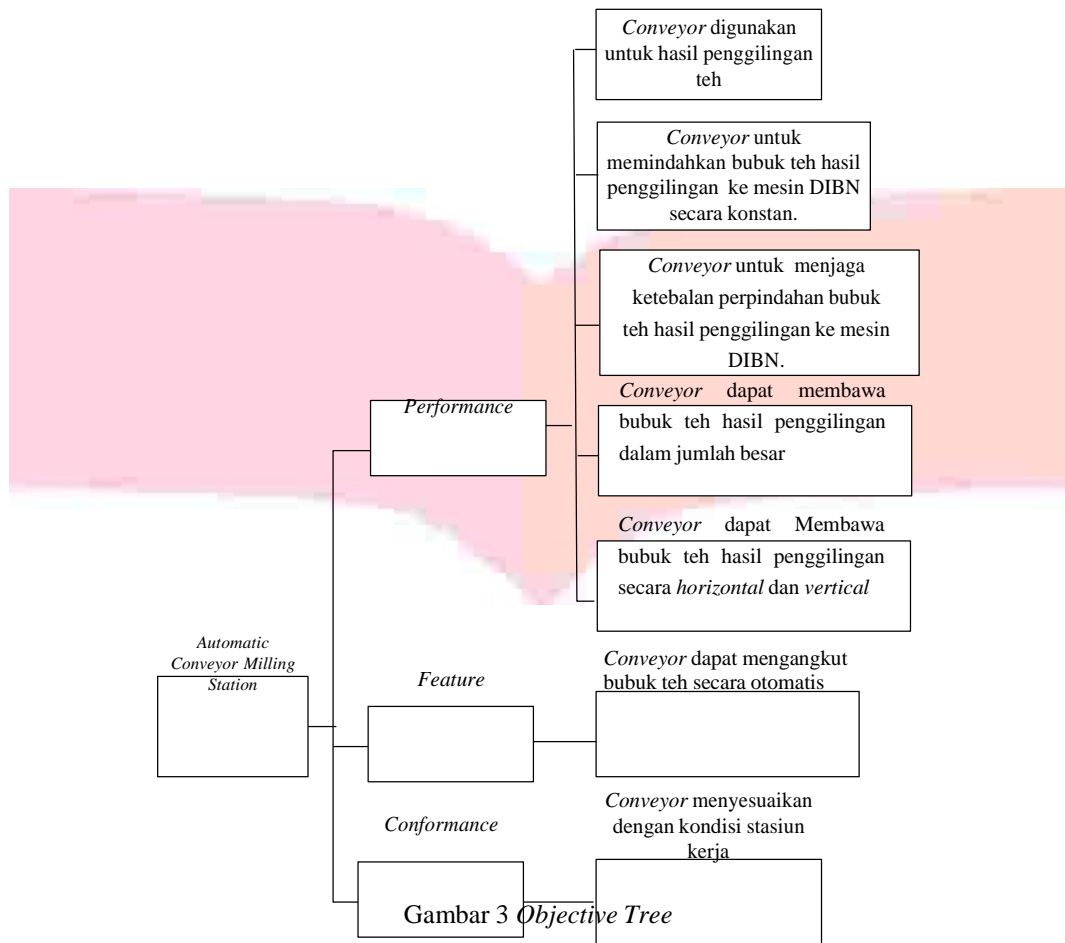 Conveyor digunakan
untuk hasil penggilingan
teh
Conveyor untuk
memindahkan bubuk teh hasil
penggilingan ke mesin DIBN
secara konstan.
Conveyor untuk menjaga
ketebalan perpindahan bubuk
teh hasil penggilingan ke mesin
DIBN.
Conveyor dapat membawa
bubuk teh hasil penggilingan
dalam jumlah besar
Performance
Conveyor dapat Membawa
bubuk teh hasil penggilingan
secara horizontal dan vertical
Automatic
Conveyor Milling
Station
Feature
Conveyor dapat mengangkut
bubuk teh secara otomatis
Conformance
Conveyor menyesuaikan
dengan kondisi stasiun
kerja
Gambar 3 Objective Tree